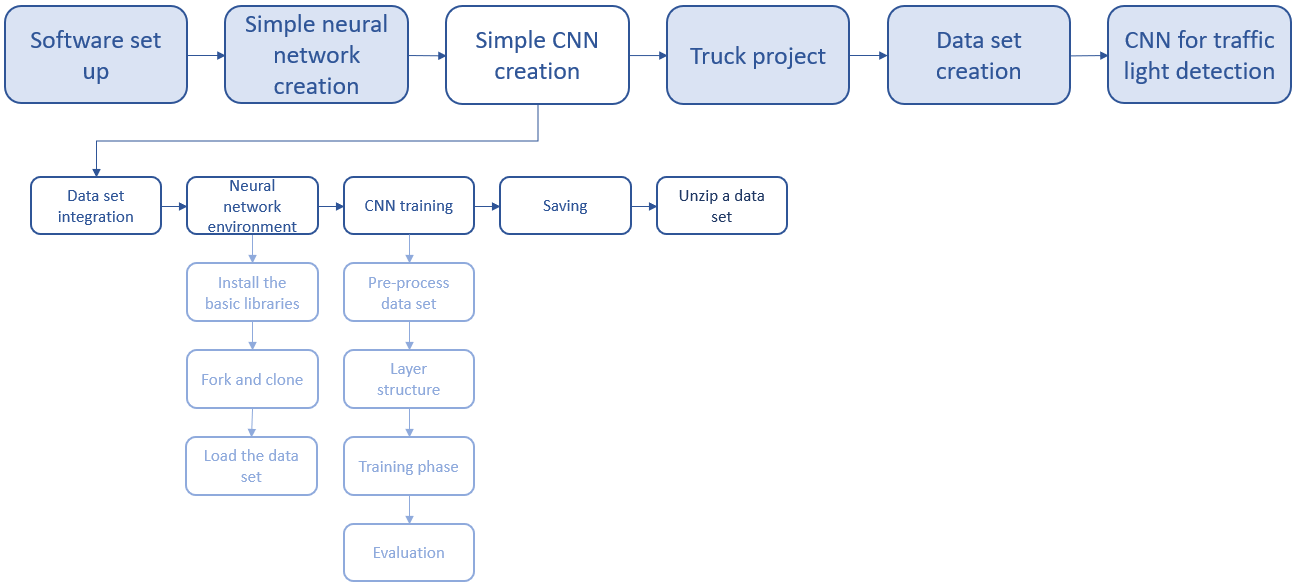 Software set
up
Simple neural
network
creation
Simple CNN
creation
Truck project
Data set
creation
CNN for traffic
light detection
Data set
integration
Neural
network
environment
CNN training
Saving
Unzip a data
set
Install the
basic libraries
Pre-process
data set
Fork and clone
Layer
structure
Load the data
set
Training phase
Evaluation